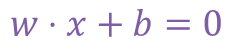 w · x + b = 0